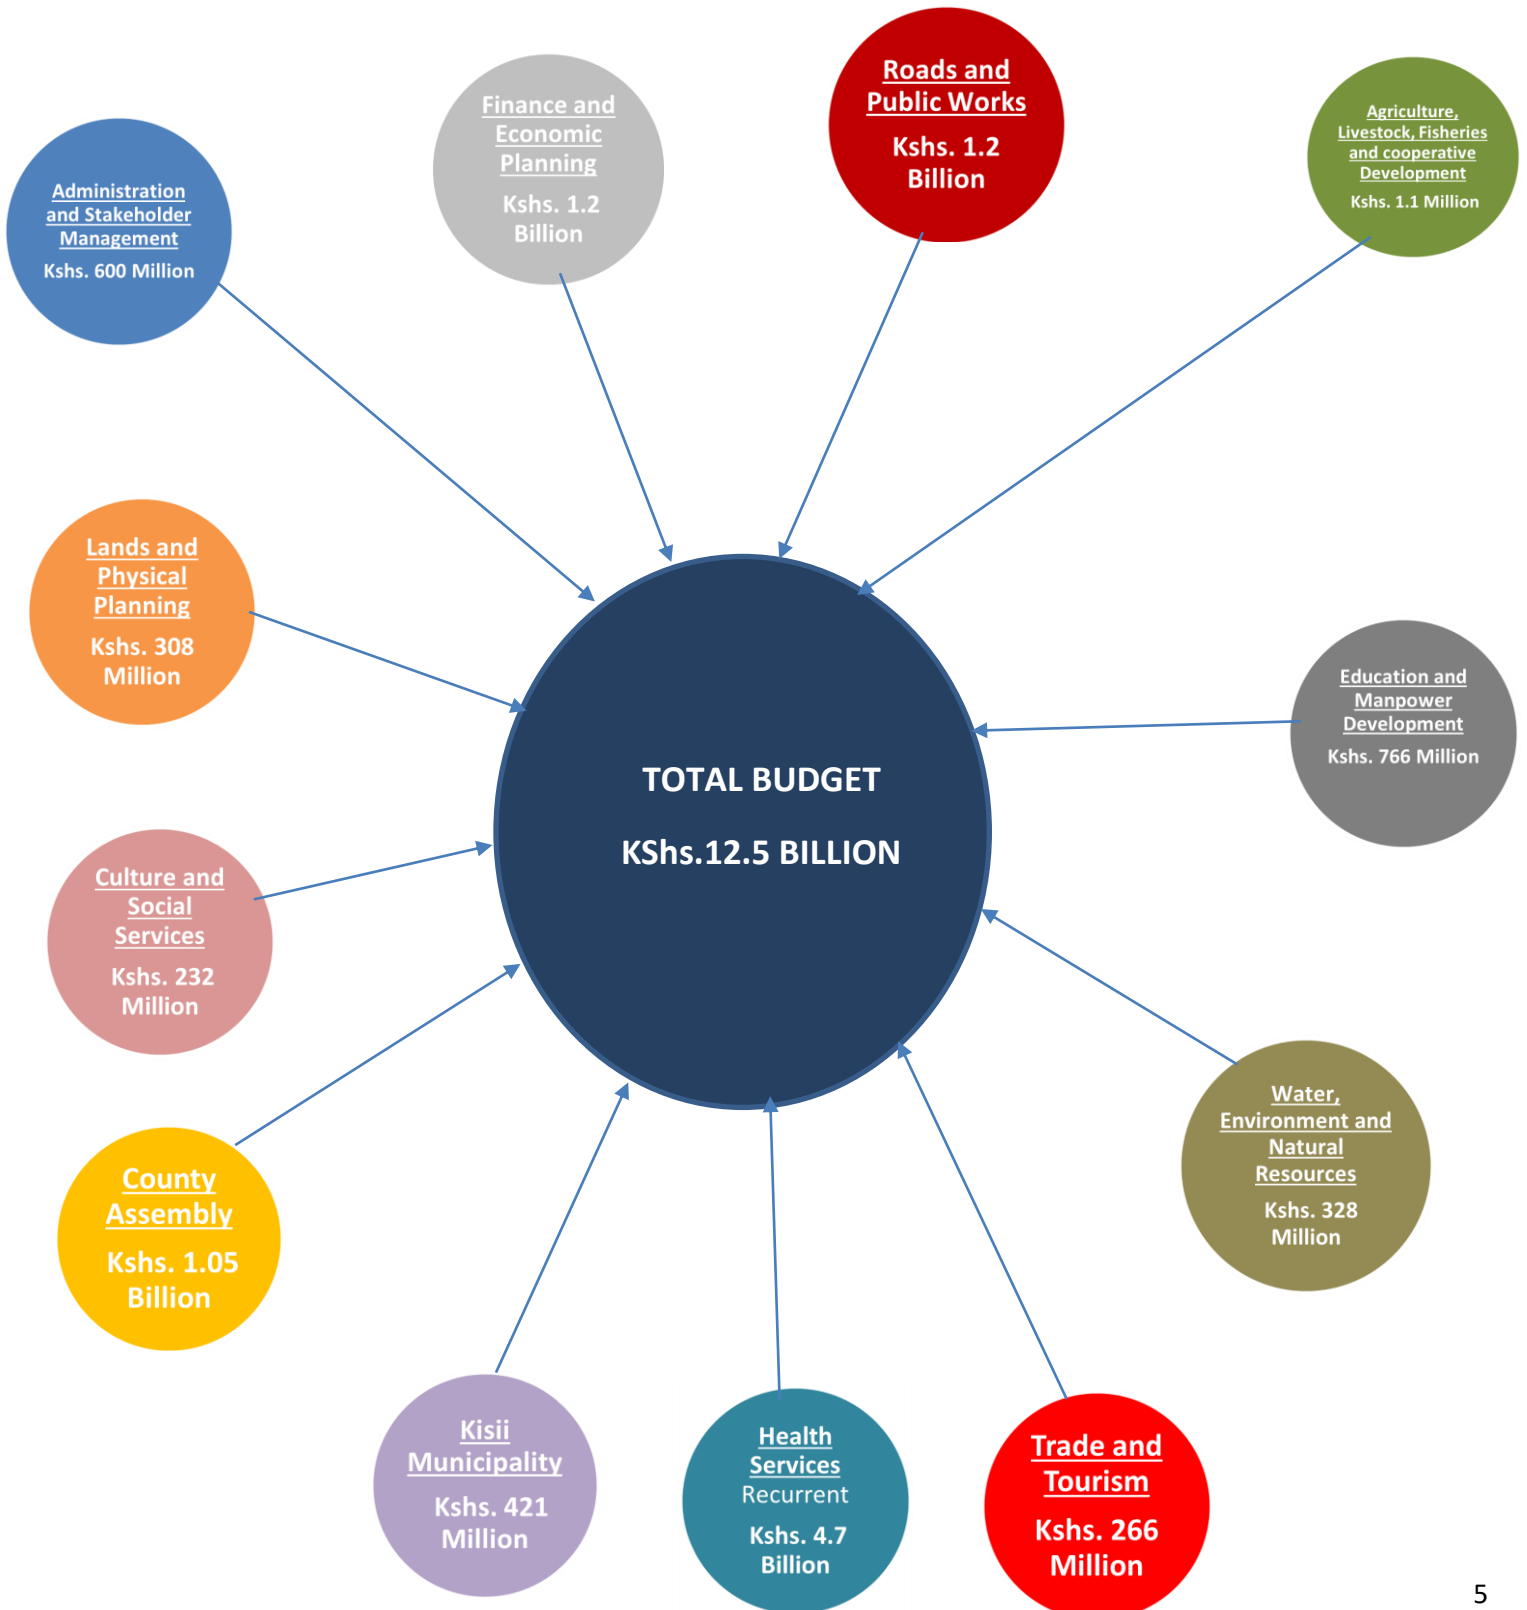 Administration
and Stakeholder
Management
Kshs. 600 Million
Finance and
Economic
Planning
Kshs. 1.2
Billion
Roads and
Public Works
Kshs. 1.2
Billion
Agriculture,
Livestock, Fisheries
and cooperative
Development
Kshs. 1.1 Million
Lands and
Physical
Planning
Kshs. 308
Million
TOTAL BUDGET
KShs.12.5 BILLION
Education and
Manpower
Development
Kshs. 766 Million
Culture and
Social
Services
Kshs. 232
Million
Water,
Environment and
Natural
Resources
Kshs. 328
Million
County
Assembly
Kshs. 1.05
Billion
Kisii
Municipality
Kshs. 421
Million
Health
Services
Recurrent
Kshs. 4.7
Billion
Trade and
Tourism
Kshs. 266
Million
5